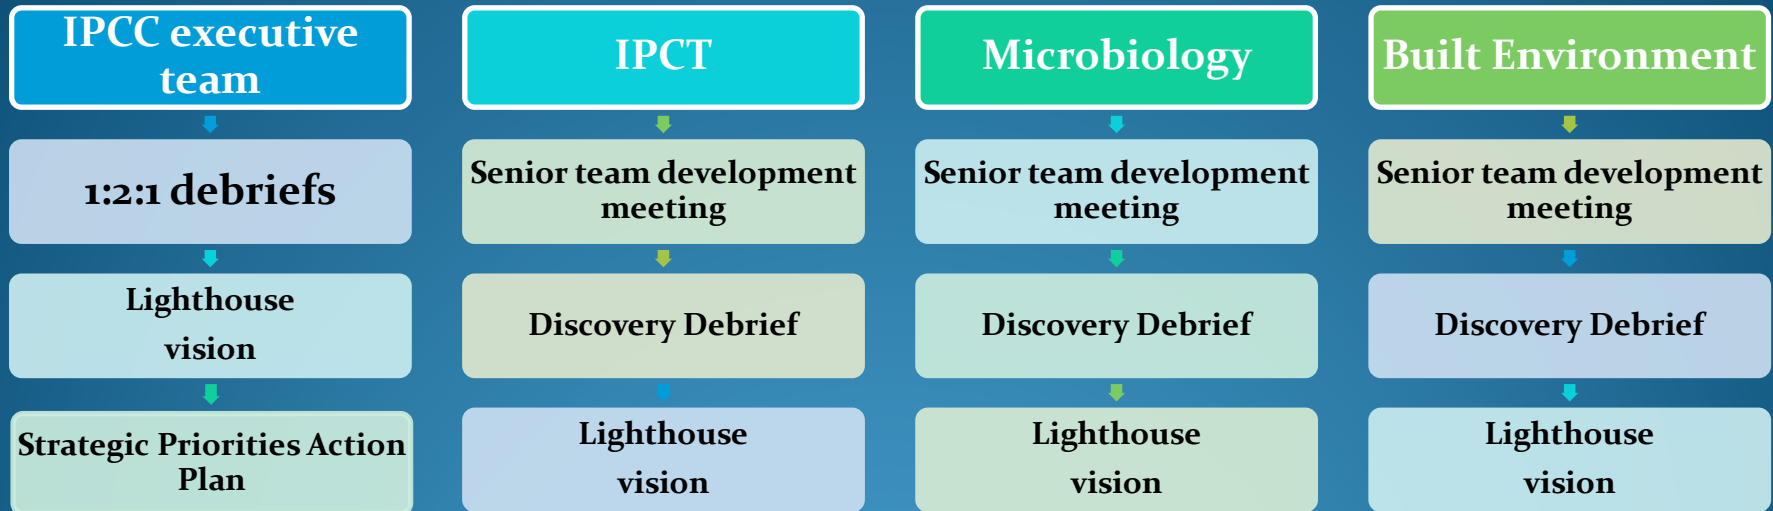 IPCC executive
team
1:2:1 debriefs
Lighthouse
vision
Strategic Priorities Action
Plan
IPCT
Senior team development
meeting
Discovery Debrief
Lighthouse
vision
Microbiology
Senior team development
meeting
Discovery Debrief
Lighthouse
vision
Built Environment
Senior team development
meeting
Discovery Debrief
Lighthouse
vision